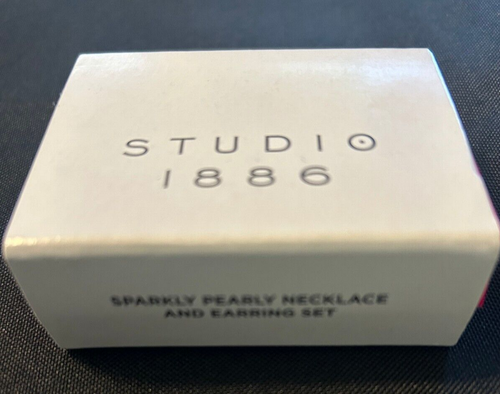 STUDIO
1886
SPARKLY PEARLY NECKLACE
AND EARRING SET